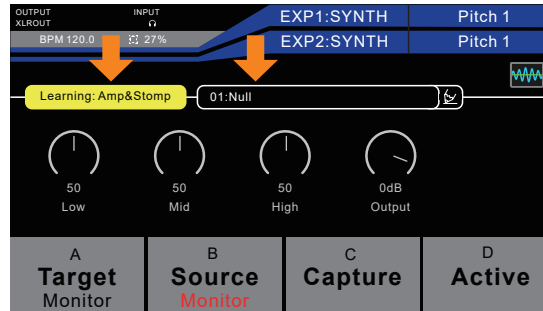 OUTPUT INPUT EXP1:SYNTH Pitch 1
XLROUT
BPM 120.0 27% EXP2:SYNTH Pitch 1
Learning: Amp&Stomp 01:Null
50 50 50 0dB
Low Mid High Output
A B C D
Target Source Capture Active
Monitor Monitor